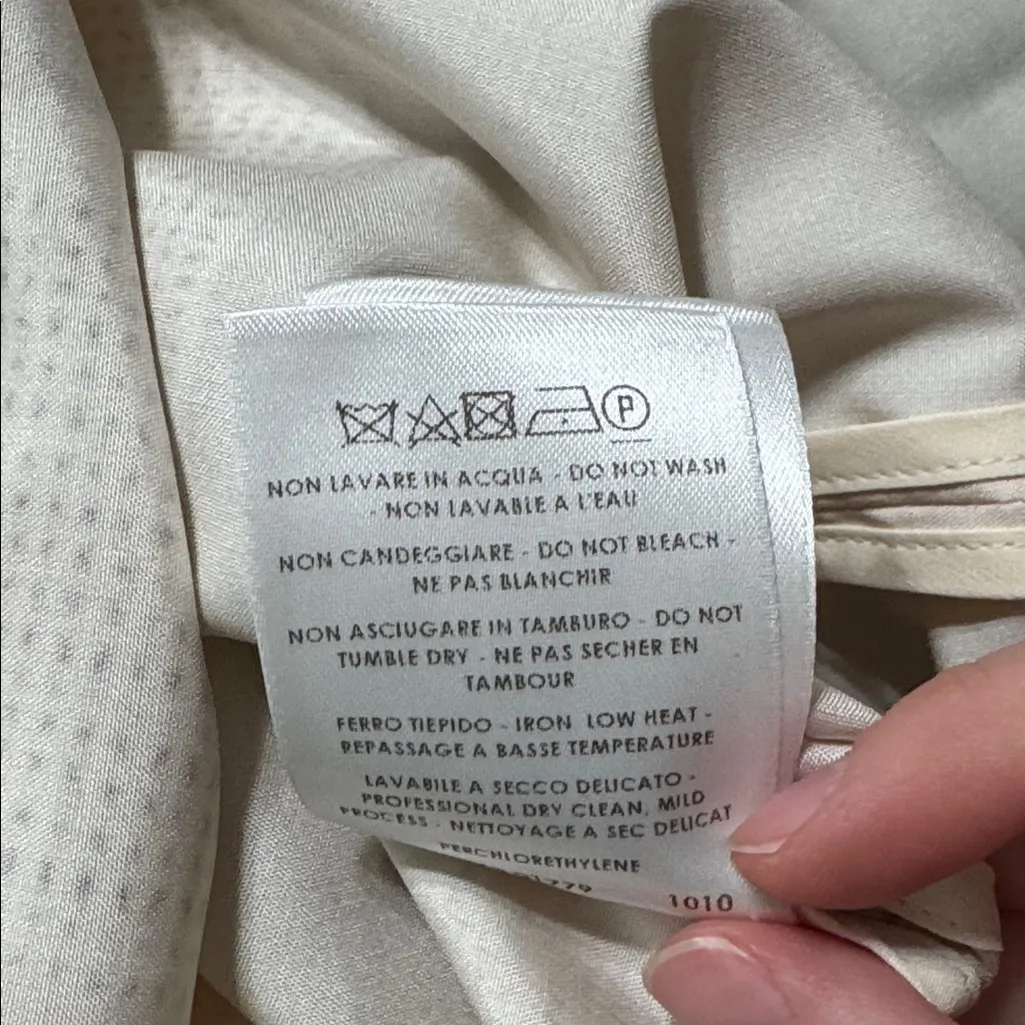 P
NON LAVARE IN ACQUA - DO NOT WASH
- NON LAVABLE A L'EAU
NON CANDEGGIARE - DO NOT BLEACH -
NE PAS BLANCHIR
NON ASCIUGARE IN TAMBURO - DO NOT
TUMBLE DRY - NE PAS SECHER EN
TAMBOUR
FERRO TIEPIDO - IRON LOW HEAT -
REPASSAGE A BASSE TEMPERATURE
LAVABILE A SECCO DELICATO -
PROFESSIONAL DRY CLEAN, MILD
PROCESS - NETTOYAGE A SEC DELICAT
PERCHLORETHYLENE
1010